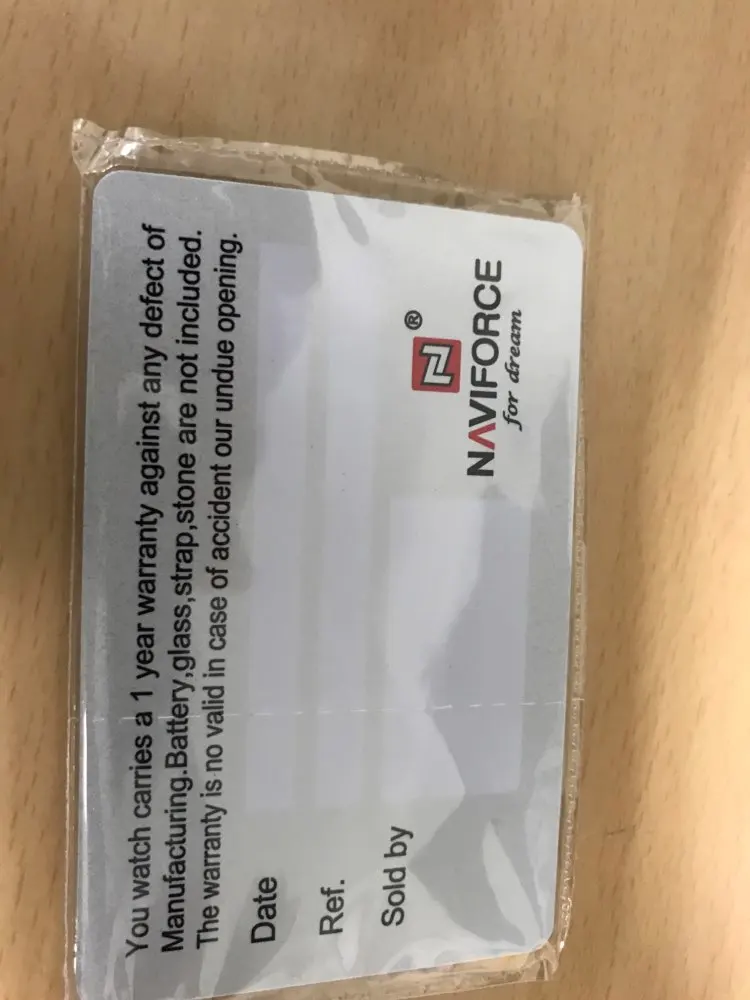 You watch carries a 1 year warranty against any defect of
Manufacturing.Battery,glass,strap,stone are not included.
The warranty is no valid in case of accident our undue opening.
Date
Ref.
Sold by
®
NAVIFORCE
for dream